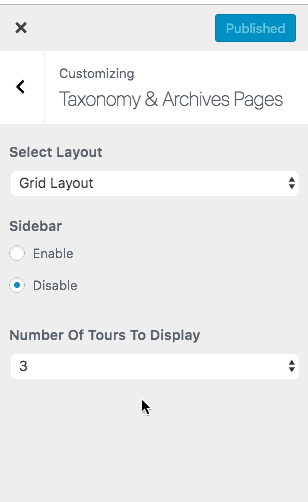 Published
Customizing
Taxonomy & Archives Pages
Select Layout
Grid Layout
Sidebar
Enable
Disable
Number Of Tours To Display
3